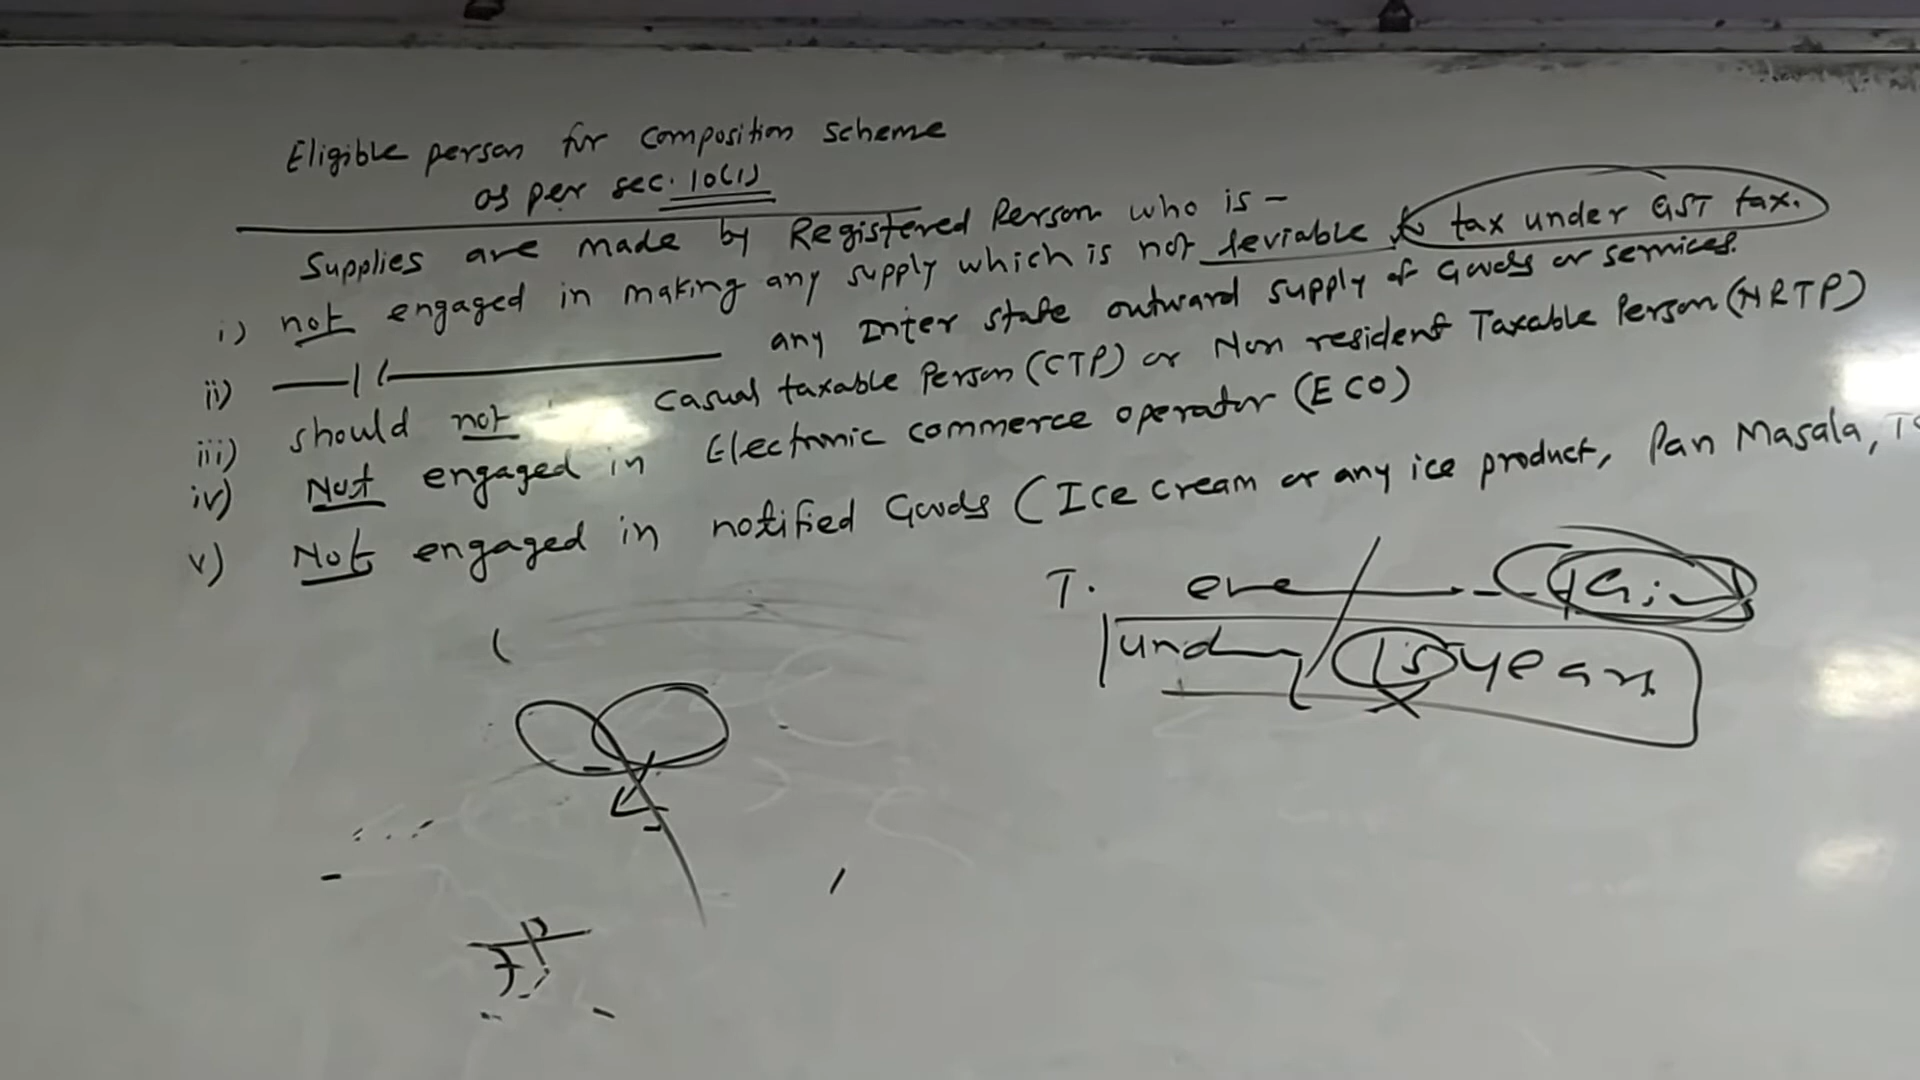 Eligible person for composition scheme
as per sec. 10(1)
Supplies are made by Registered Person who is -
i) not engaged in making any supply which is not leviable to tax under GST tax.
ii) —11— any Inter state outward supply of Goods or services.
iii) should not casual taxable Person (CTP) or Non resident Taxable Person (NRTP)
iv) Not engaged in Electronic commerce operator (ECO)
v) Not engaged in notified Goods (Ice cream or any ice product, Pan Masala,
T.
15 years